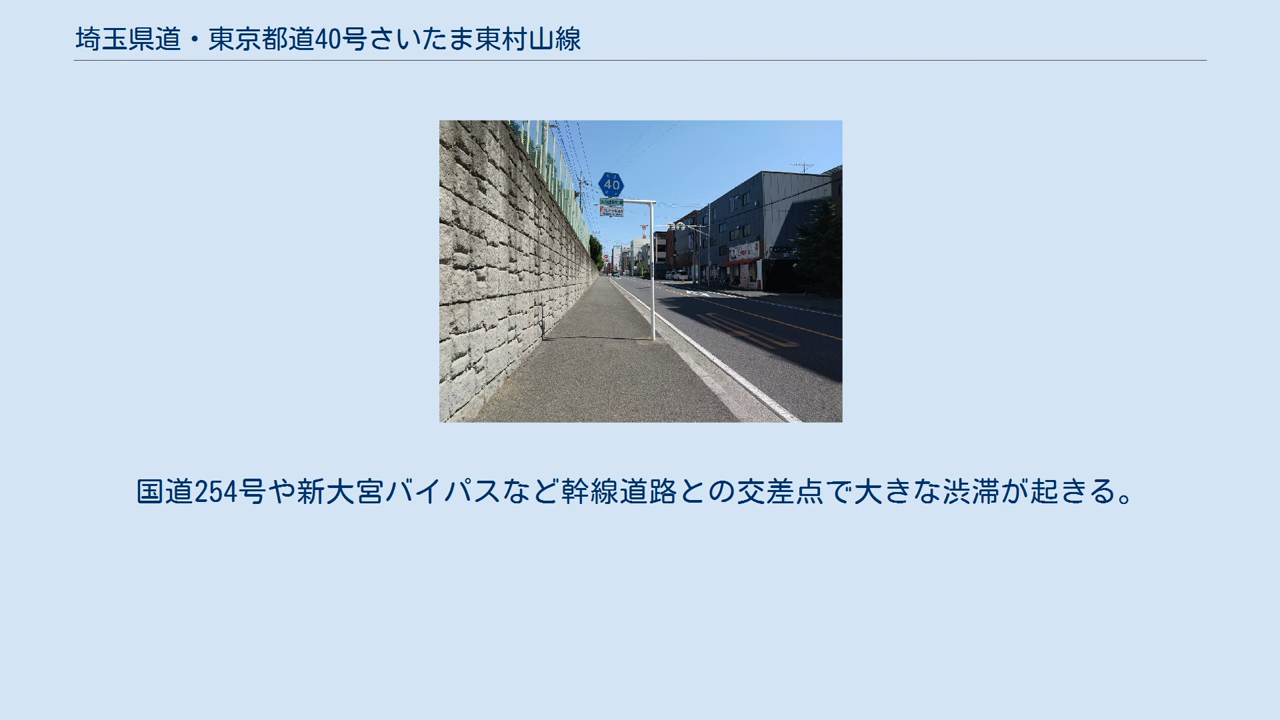 埼玉県道・東京都道40号さいたま東村山線
40
国道254号や新大宮バイパスなど幹線道路との交差点で大きな渋滞が起きる。